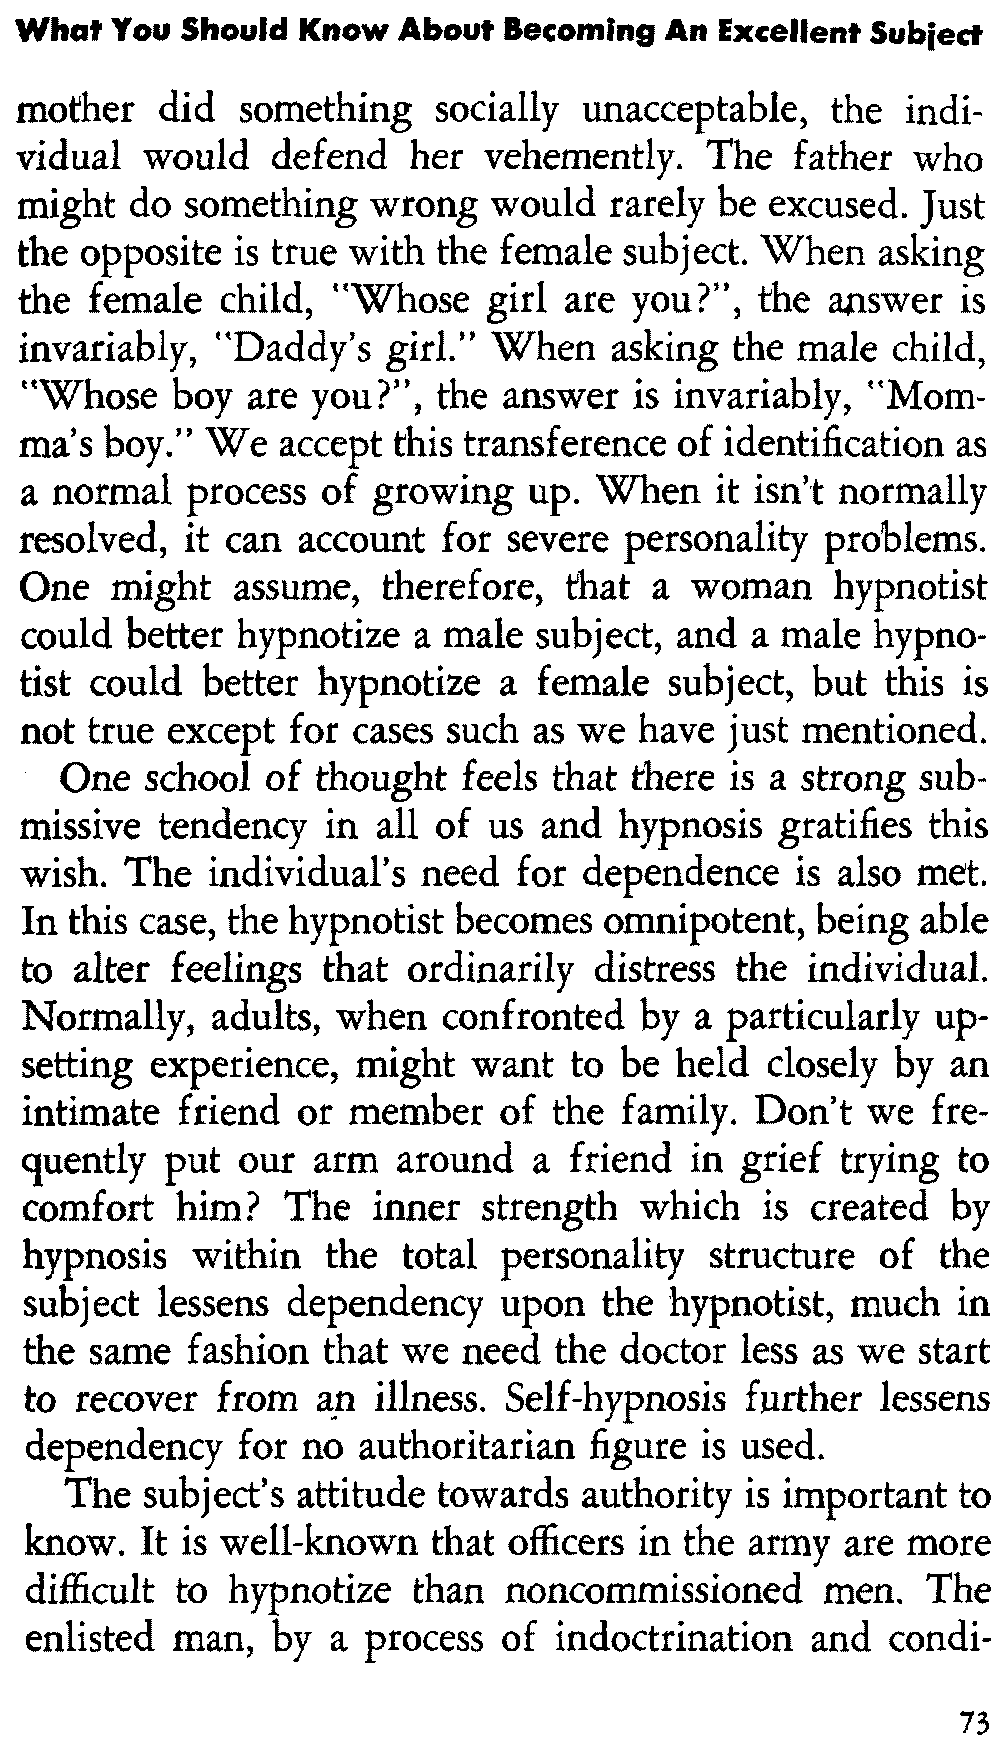 What You Should Know About Becoming An Excellent Subject
mother did something socially unacceptable, the indi-
vidual would defend her vehemently. The father who
might do something wrong would rarely be excused. Just
the opposite is true with the female subject. When asking
the female child, "Whose girl are you?", the answer is
invariably, "Daddy's girl." When asking the male child,
"Whose boy are you?", the answer is invariably, "Mom-
ma's boy." We accept this transference of identification as
a normal process of growing up. When it isn't normally
resolved, it can account for severe personality problems.
One might assume, therefore, that a woman hypnotist
could better hypnotize a male subject, and a male hypno-
tist could better hypnotize a female subject, but this is
not true except for cases such as we have just mentioned.
One school of thought feels that there is a strong sub-
missive tendency in all of us and hypnosis gratifies this
wish. The individual's need for dependence is also met.
In this case, the hypnotist becomes omnipotent, being able
to alter feelings that ordinarily distress the individual.
Normally, adults, when confronted by a particularly up-
setting experience, might want to be held closely by an
intimate friend or member of the family. Don't we fre-
quently put our arm around a friend in grief trying to
comfort him? The inner strength which is created by
hypnosis within the total personality structure of the
subject lessens dependency upon the hypnotist, much in
the same fashion that we need the doctor less as we start
to recover from an illness. Self-hypnosis further lessens
dependency for no authoritarian figure is used.
The subject's attitude towards authority is important to
know. It is well-known that officers in the army are more
difficult to hypnotize than noncommissioned men. The
enlisted man, by a process of indoctrination and condi-
73